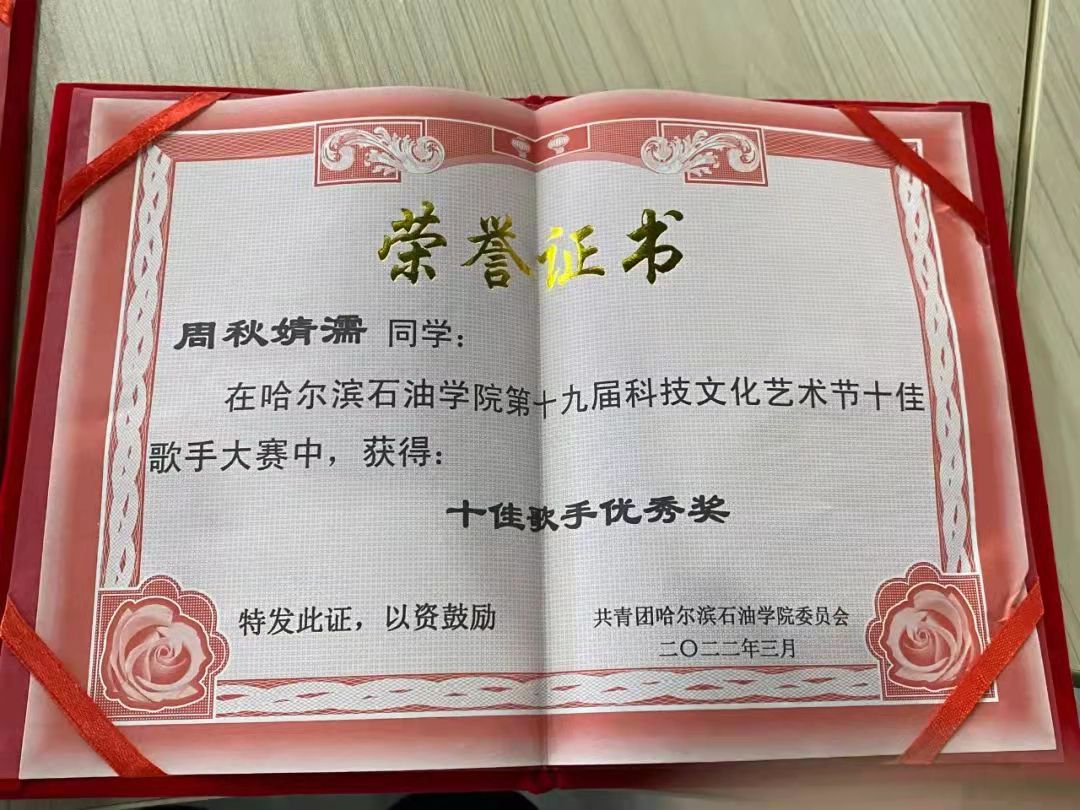 荣誉证书
周秋婧濡 同学：
在哈尔滨石油学院第十九届科技文化艺术节十佳
歌手大赛中，获得：
十佳歌手优秀奖
特发此证，以资鼓励
共青团哈尔滨石油学院委员会
二〇二二年三月